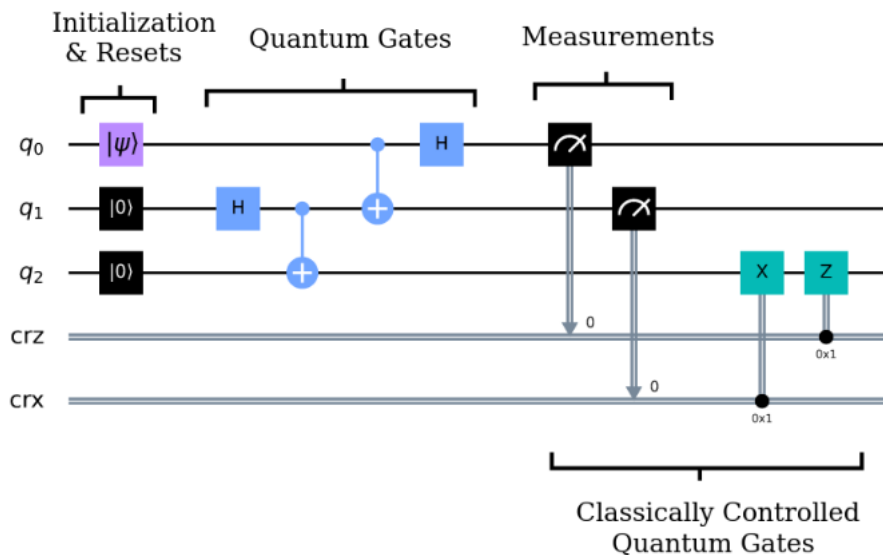 Initialization
& Resets
Quantum Gates
Measurements
q0 |ψ⟩ H
q1 |0⟩ H
q2 |0⟩ X Z
crz 0
0x1
crx 0
0x1
Classically Controlled
Quantum Gates